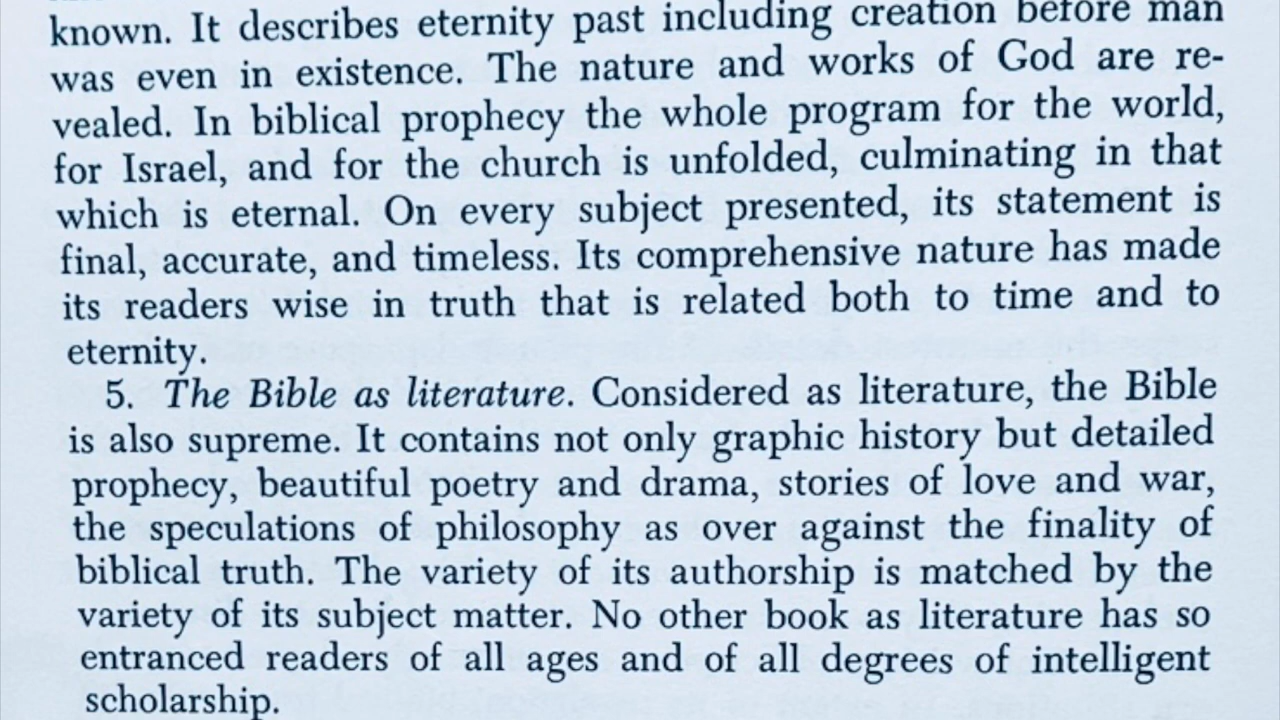 known. It describes eternity past including creation before man
was even in existence. The nature and works of God are re-
vealed. In biblical prophecy the whole program for the world,
for Israel, and for the church is unfolded, culminating in that
which is eternal. On every subject presented, its statement is
final, accurate, and timeless. Its comprehensive nature has made
its readers wise in truth that is related both to time and to
eternity.
5. The Bible as literature. Considered as literature, the Bible
is also supreme. It contains not only graphic history but detailed
prophecy, beautiful poetry and drama, stories of love and war,
the speculations of philosophy as over against the finality of
biblical truth. The variety of its authorship is matched by the
variety of its subject matter. No other book as literature has so
entranced readers of all ages and of all degrees of intelligent
scholarship.